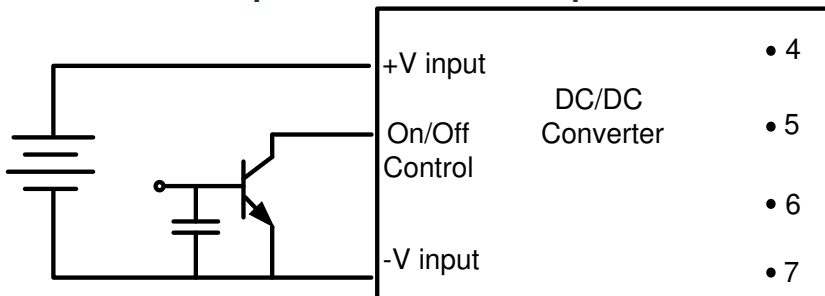 +V input
On/Off
Control
-V input
DC/DC
Converter
4
5
6
7